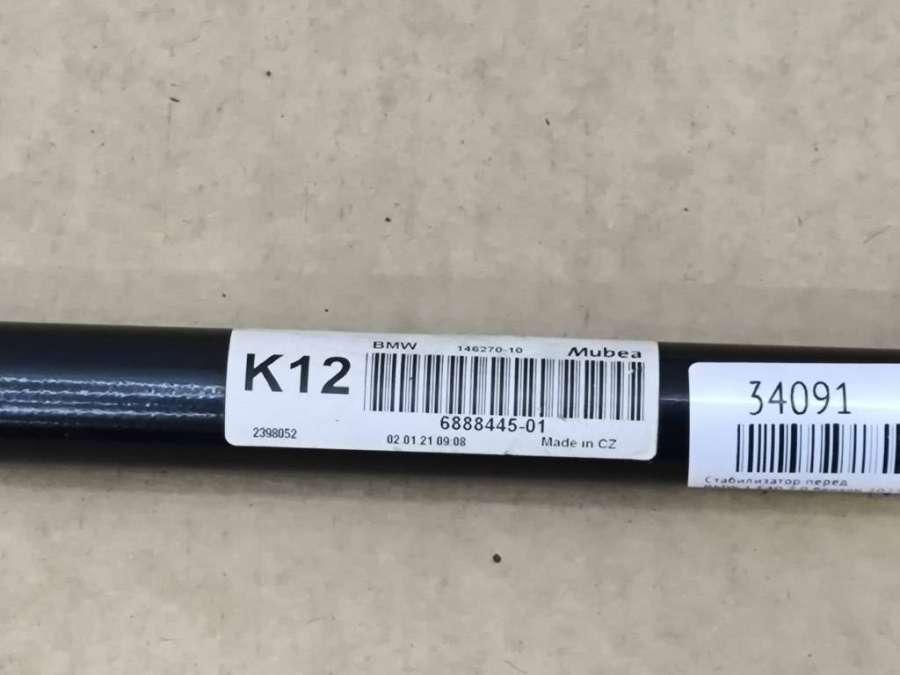 K12
BMW 146270-10 Mubea
6888445-01
2398052 02.01.21 09:08 Made in CZ
34091
Стабилизатор перед